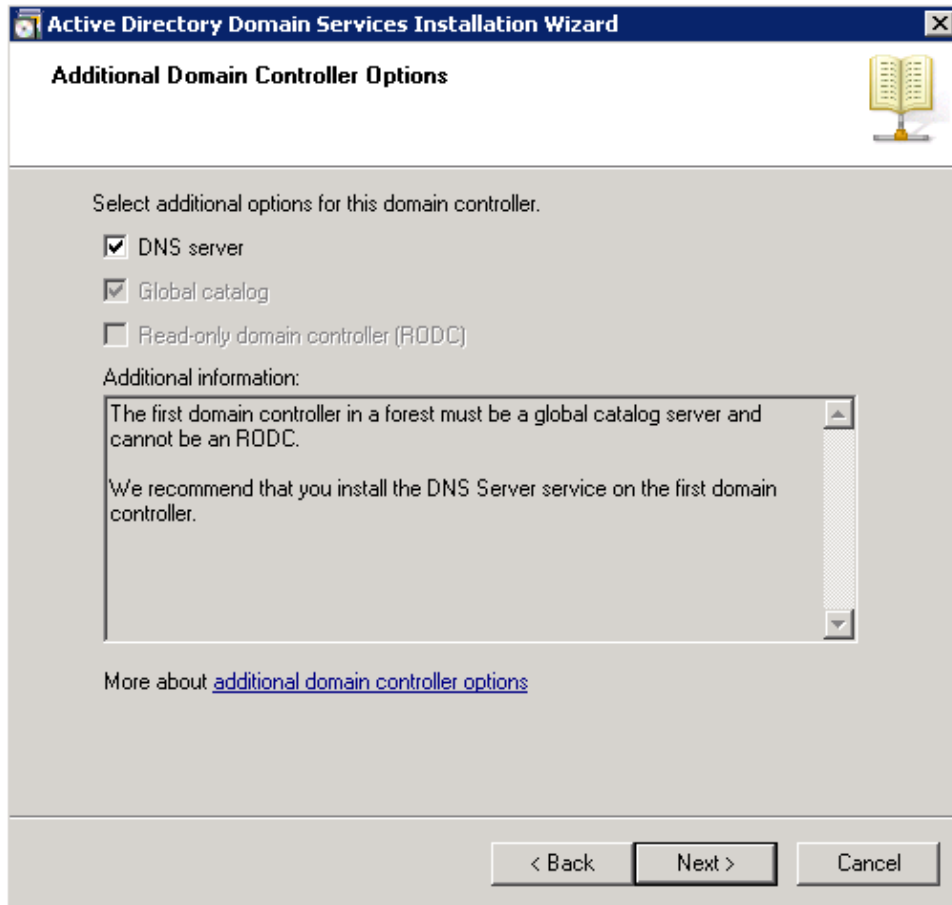 Active Directory Domain Services Installation Wizard
Additional Domain Controller Options
Select additional options for this domain controller.
DNS server
Global catalog
Read-only domain controller (RODC)
Additional information:
The first domain controller in a forest must be a global catalog server and
cannot be an RODC.
We recommend that you install the DNS Server service on the first domain
controller.
More about additional domain controller options
< Back Next > Cancel